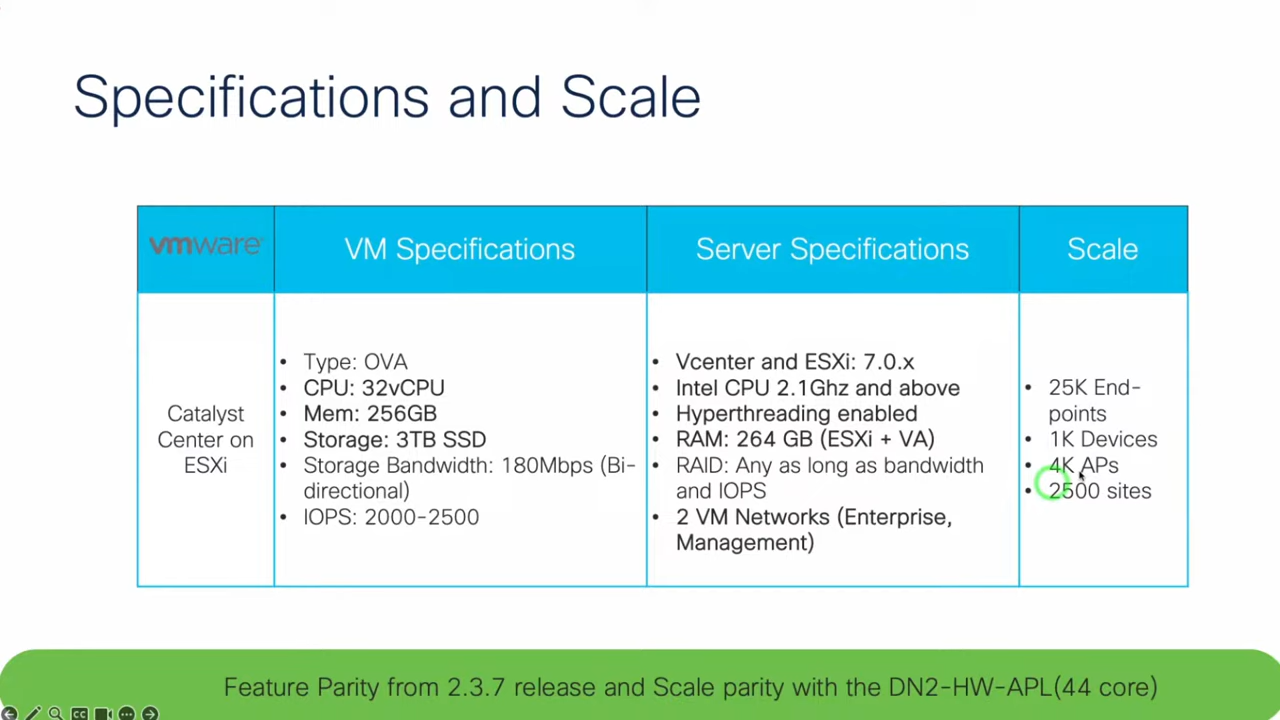 Specifications and Scale
vmware
VM Specifications
Server Specifications
Scale
Catalyst
Center on
ESXi
• Type: OVA
• CPU: 32vCPU
• Mem: 256GB
• Storage: 3TB SSD
• Storage Bandwidth: 180Mbps (Bi-
directional)
• IOPS: 2000-2500
• Vcenter and ESXi: 7.0.x
• Intel CPU 2.1Ghz and above
• Hyperthreading enabled
• RAM: 264 GB (ESXi + VA)
• RAID: Any as long as bandwidth
and IOPS
• 2 VM Networks (Enterprise,
Management)
• 25K End-
points
• 1K Devices
• 4K APs
• 2500 sites
Feature Parity from 2.3.7 release and Scale parity with the DN2-HW-APL(44 core)
CC